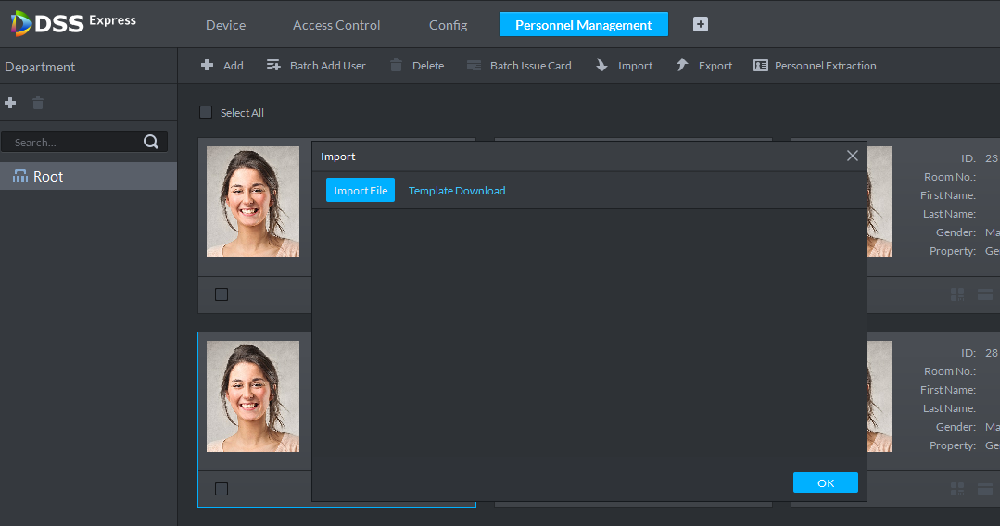 DSS Express
Device Access Control Config Personnel Management
Department
Add Batch Add User Delete Batch Issue Card Import Export Personnel Extraction
Select All
Search...
Root
Import
Import File Template Download
ID: 23
Room No.:
First Name:
Last Name:
Gender: Ma
Property: Ge
ID: 28
Room No.:
First Name:
Last Name:
Gender: Ma
Property: Ge
OK